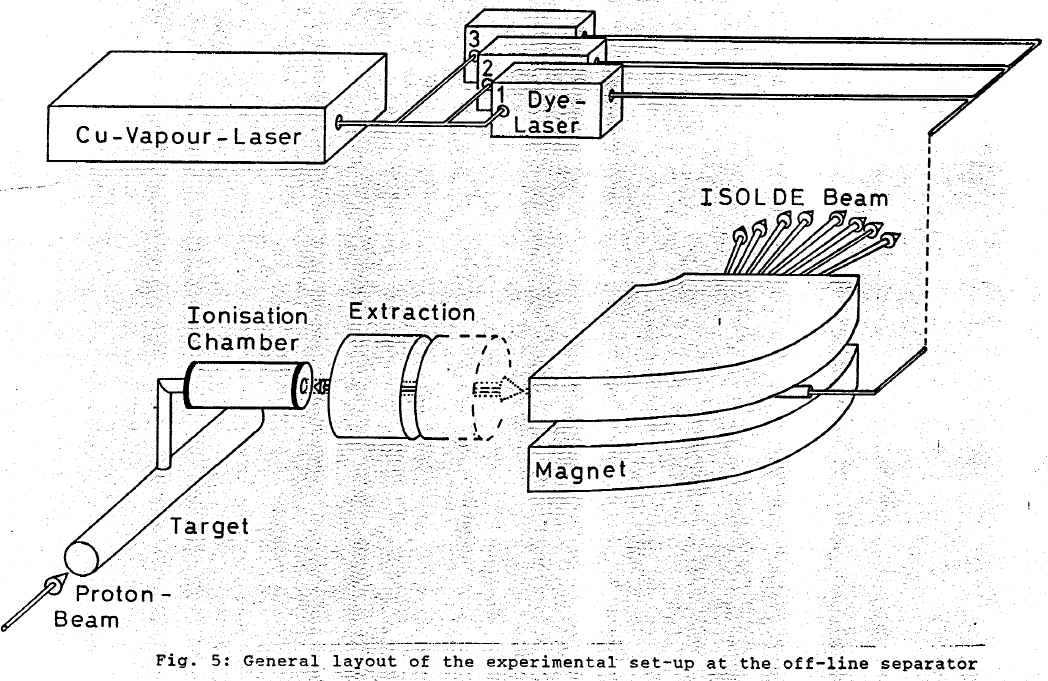 3
2
1
Dye-
Laser
Cu-Vapour-Laser
ISOLDE Beam
Ionisation
Chamber
Extraction
Magnet
Target
Proton-
Beam
Fig. 5: General layout of the experimental set-up at the off-line separator